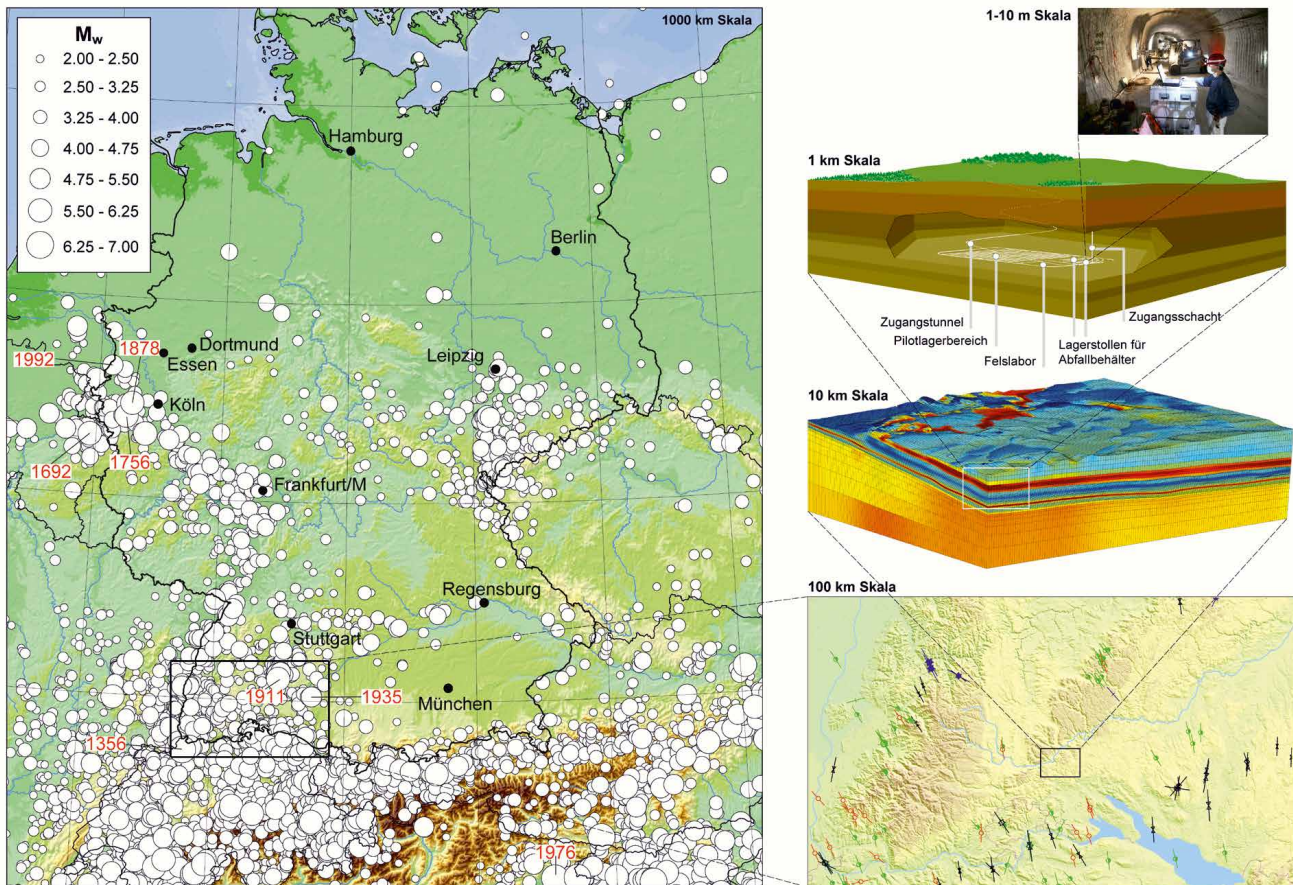 1000 km Skala
Mw
2.00 - 2.50
2.50 - 3.25
3.25 - 4.00
4.00 - 4.75
4.75 - 5.50
5.50 - 6.25
6.25 - 7.00
Hamburg
Berlin
Dortmund
1878
Essen
1992
Leipzig
Köln
1756
1692
Frankfurt/M
Regensburg
Stuttgart
1911
1935
München
1356
1976
1-10 m Skala
1 km Skala
Zugangstunnel
Pilotlagerbereich
Felslabor
Zugangsschacht
Lagerstollen für
Abfallbehälter
10 km Skala
100 km Skala